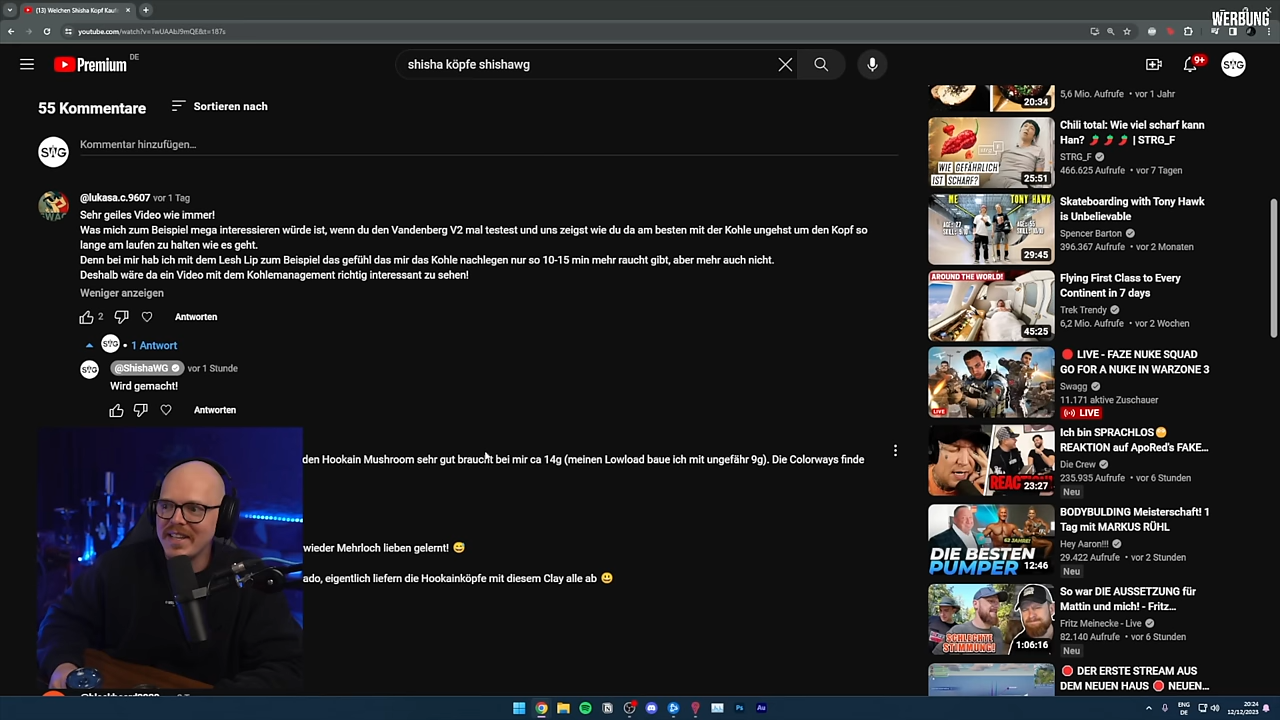 (13) Welchen Shisha Kopf Kauf
WERBUNG
youtube.com/watch?v=TwUAAbJ9mQE&t=187s
Premium
DE
shisha köpfe shishawg
9+
SWG
55 Kommentare
Sortieren nach
SWG
Kommentar hinzufügen...
@lukasa.c.9607 vor 1 Tag
Sehr geiles Video wie immer!
Was mich zum Beispiel mega interessieren würde ist, wenn du den Vandenberg V2 mal testest und uns zeigst wie du da am besten mit der Kohle umgehst um den Kopf so
lange am laufen zu halten wie es geht.
Denn bei mir hab ich mit dem Lesh Lip zum Beispiel das gefühl das mir das Kohle nachlegen nur so 10-15 min mehr raucht gibt, aber mehr auch nicht.
Deshalb wäre da ein Video mit dem Kohlemanagement richtig interessant zu sehen!
Weniger anzeigen
2
Antworten
SWG • 1 Antwort
SWG
@ShishaWG vor 1 Stunde
Wird gemacht!
Antworten
den Hookain Mushroom sehr gut braucht bei mir ca 14g (meinen Lowload baue ich mit ungefähr 9g). Die Colorways finde
wieder Mehrloch lieben gelernt! 😅
ado, eigentlich liefern die Hookainköpfe mit diesem Clay alle ab 😃
20:34
5,6 Mio. Aufrufe • vor 1 Jahr
WIE GEFÄHRLICH
IST SCHARF?
25:51
Chili total: Wie viel scharf kann
Han? 🌶️🌶️🌶️ | STRG_F
STRG_F
466.625 Aufrufe • vor 7 Tagen
ME
TONY HAWK
29:45
Skateboarding with Tony Hawk
is Unbelievable
Spencer Barton
396.367 Aufrufe • vor 2 Monaten
AROUND THE WORLD!
45:25
Flying First Class to Every
Continent in 7 days
Trek Trendy
6,2 Mio. Aufrufe • vor 2 Wochen
LIVE
🔴 LIVE - FAZE NUKE SQUAD
GO FOR A NUKE IN WARZONE 3
Swagg
11.171 aktive Zuschauer
LIVE
REACTION
23:27
Ich bin SPRACHLOS😳
REAKTION auf ApoRed's FAKE...
Die Crew
235.935 Aufrufe • vor 6 Stunden
Neu
DIE BESTEN
PUMPER
12:46
BODYBULDING Meisterschaft! 1
Tag mit MARKUS RÜHL
Hey Aaron!!!
29.422 Aufrufe • vor 2 Stunden
Neu
SCHLECHTE
STIMMUNG!
1:06:16
So war DIE AUSSETZUNG für
Mattin und mich! - Fritz...
Fritz Meinecke - Live
82.140 Aufrufe • vor 6 Stunden
Neu
🔴 DER ERSTE STREAM AUS
DEM NEUEN HAUS 🔴 NEUEN...
ENG
DE
20:24
12/12/2023